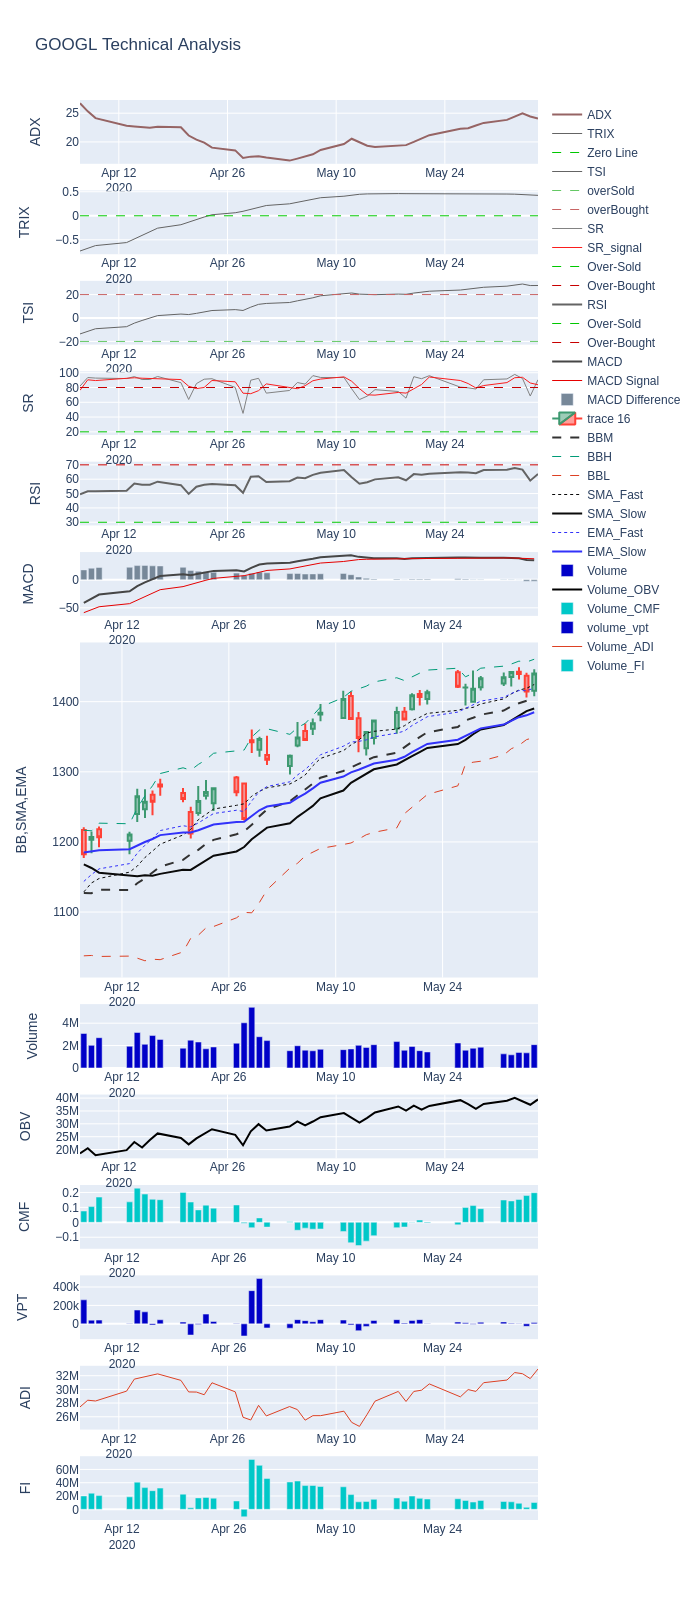 GOOGL Technical Analysis
ADX
25
20
Apr 12
2020
Apr 26
May 10
May 24
TRIX
0.5
0
−0.5
Apr 12
2020
Apr 26
May 10
May 24
TSI
20
0
−20
Apr 12
2020
Apr 26
May 10
May 24
SR
100
80
60
40
20
Apr 12
2020
Apr 26
May 10
May 24
RSI
70
60
50
40
30
Apr 12
2020
Apr 26
May 10
May 24
MACD
0
−50
Apr 12
2020
Apr 26
May 10
May 24
BB,SMA,EMA
1400
1300
1200
1100
Apr 12
2020
Apr 26
May 10
May 24
Volume
4M
2M
0
Apr 12
2020
Apr 26
May 10
May 24
OBV
40M
35M
30M
25M
20M
Apr 12
2020
Apr 26
May 10
May 24
CMF
0.2
0.1
0
−0.1
Apr 12
2020
Apr 26
May 10
May 24
VPT
400k
200k
0
Apr 12
2020
Apr 26
May 10
May 24
ADI
32M
30M
28M
26M
Apr 12
2020
Apr 26
May 10
May 24
FI
60M
40M
20M
0
Apr 12
2020
Apr 26
May 10
May 24
ADX
TRIX
Zero Line
TSI
overSold
overBought
SR
SR_signal
Over-Sold
Over-Bought
RSI
Over-Sold
Over-Bought
MACD
MACD Signal
MACD Difference
trace 16
BBM
BBH
BBL
SMA_Fast
SMA_Slow
EMA_Fast
EMA_Slow
Volume
Volume_OBV
Volume_CMF
volume_vpt
Volume_ADI
Volume_FI